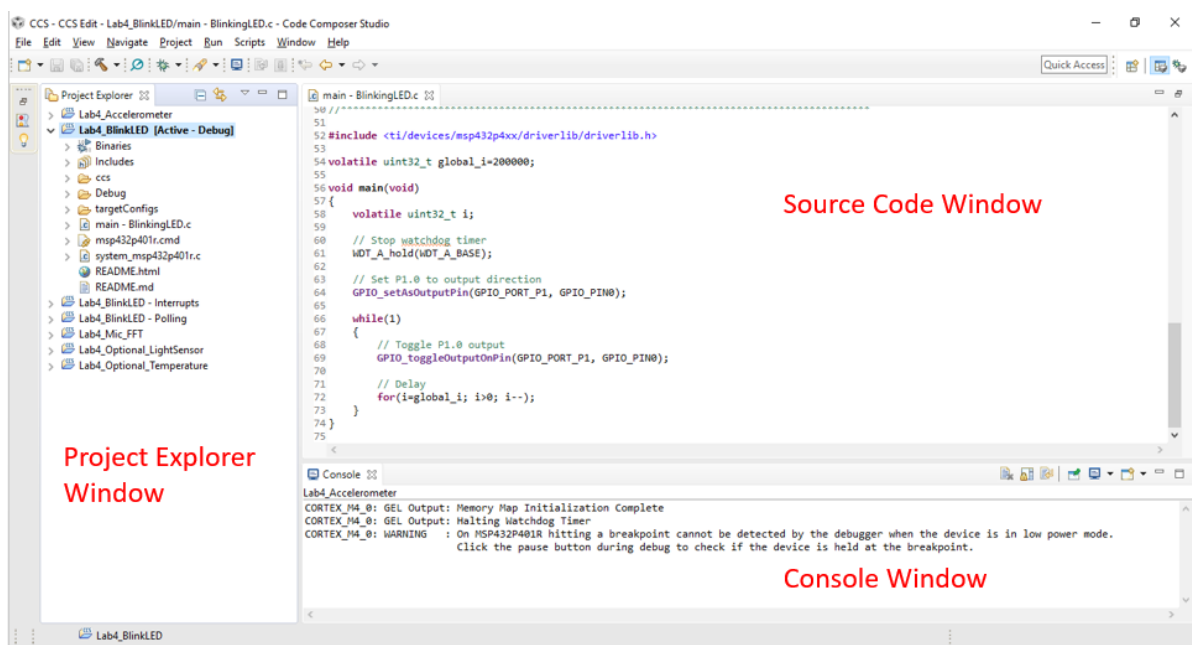 CCS - CCS Edit - Lab4_BlinkLED/main - BlinkingLED.c - Code Composer Studio
File Edit View Navigate Project Run Scripts Window Help
Quick Access
Project Explorer
Lab4_Accelerometer
Lab4_BlinkLED [Active - Debug]
Binaries
Includes
ccs
Debug
targetConfigs
main - BlinkingLED.c
msp432p401r.cmd
system_msp432p401r.c
README.html
README.md
Lab4_BlinkLED - Interrupts
Lab4_BlinkLED - Polling
Lab4_Mic_FFT
Lab4_Optional_LightSensor
Lab4_Optional_Temperature
Project Explorer
Window
main - BlinkingLED.c
51
52 #include <ti/devices/msp432p4xx/driverlib/driverlib.h>
53
54 volatile uint32_t global_i=200000;
55
56 void main(void)
57 {
58     volatile uint32_t i;
59
60     // Stop watchdog timer
61     WDT_A_hold(WDT_A_BASE);
62
63     // Set P1.0 to output direction
64     GPIO_setAsOutputPin(GPIO_PORT_P1, GPIO_PIN0);
65
66     while(1)
67     {
68         // Toggle P1.0 output
69         GPIO_toggleOutputOnPin(GPIO_PORT_P1, GPIO_PIN0);
70
71         // Delay
72         for(i=global_i; i>0; i--);
73     }
74 }
75
Source Code Window
Console
Lab4_Accelerometer
CORTEX_M4_0: GEL Output: Memory Map Initialization Complete
CORTEX_M4_0: GEL Output: Halting Watchdog Timer
CORTEX_M4_0: WARNING  : On MSP432P401R hitting a breakpoint cannot be detected by the debugger when the device is in low power mode.
Click the pause button during debug to check if the device is held at the breakpoint.
Console Window
Lab4_BlinkLED